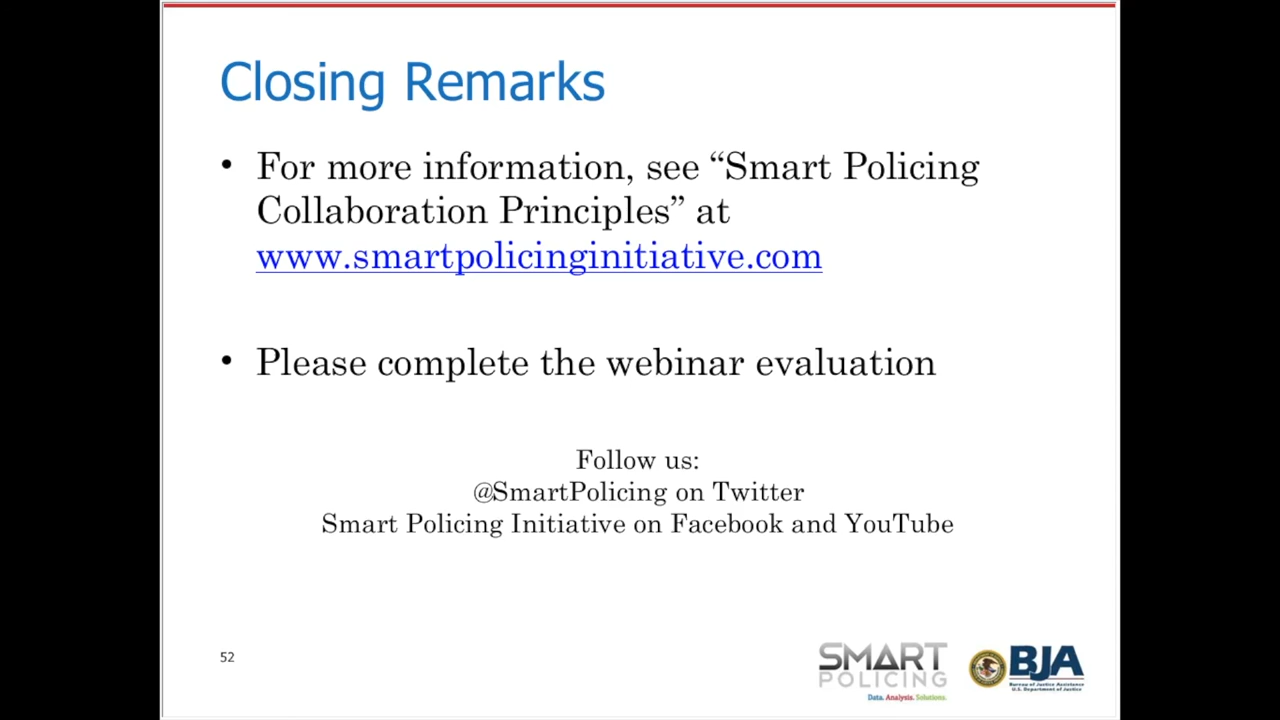 Closing Remarks
• For more information, see “Smart Policing
Collaboration Principles” at
www.smartpolicinginitiative.com
• Please complete the webinar evaluation
Follow us:
@SmartPolicing on Twitter
Smart Policing Initiative on Facebook and YouTube
52
SMART
POLICING
Data. Analysis. Solutions.
BJA
Bureau of Justice Assistance
U.S. Department of Justice